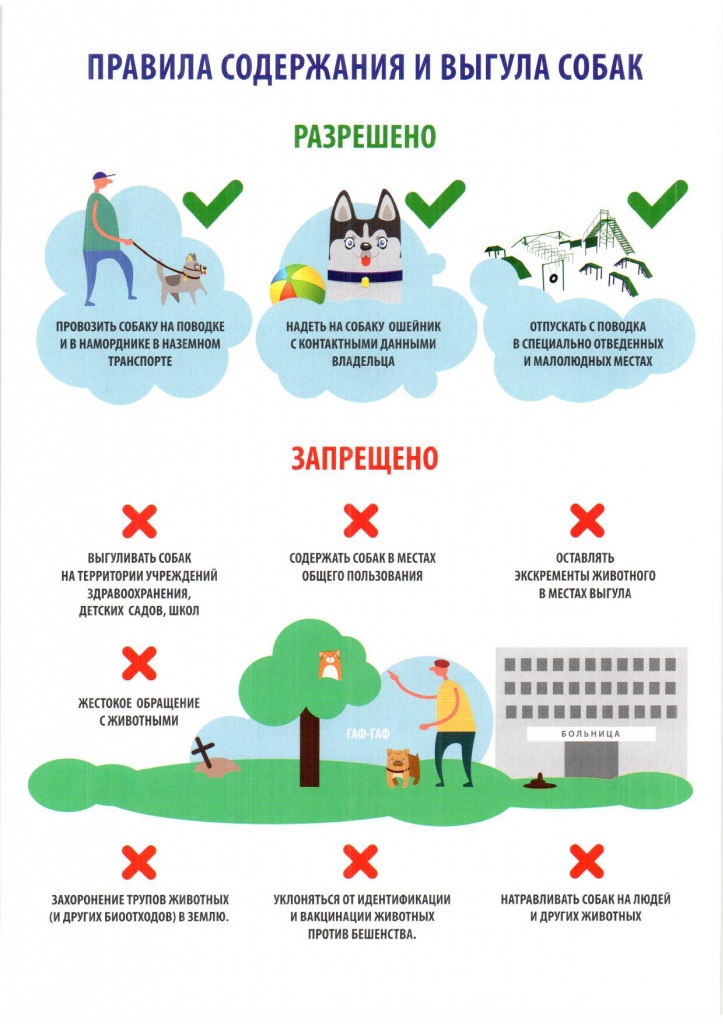 ПРАВИЛА СОДЕРЖАНИЯ И ВЫГУЛА СОБАК
РАЗРЕШЕНО
ПРОВОЗИТЬ СОБАКУ НА ПОВОДКЕ
И В НАМОРДНИКЕ В НАЗЕМНОМ
ТРАНСПОРТЕ
НАДЕТЬ НА СОБАКУ ОШЕЙНИК
С КОНТАКТНЫМИ ДАННЫМИ
ВЛАДЕЛЬЦА
ОТПУСКАТЬ С ПОВОДКА
В СПЕЦИАЛЬНО ОТВЕДЕННЫХ
И МАЛОЛЮДНЫХ МЕСТАХ
ЗАПРЕЩЕНО
ВЫГУЛИВАТЬ СОБАК
НА ТЕРРИТОРИИ УЧРЕЖДЕНИЙ
ЗДРАВООХРАНЕНИЯ,
ДЕТСКИХ САДОВ, ШКОЛ
СОДЕРЖАТЬ СОБАК В МЕСТАХ
ОБЩЕГО ПОЛЬЗОВАНИЯ
ОСТАВЛЯТЬ
ЭКСКРЕМЕНТЫ ЖИВОТНОГО
В МЕСТАХ ВЫГУЛА
ЖЕСТОКОЕ ОБРАЩЕНИЕ
С ЖИВОТНЫМИ
ГАФ-ГАФ
БОЛЬНИЦА
ЗАХОРОНЕНИЕ ТРУПОВ ЖИВОТНЫХ
(И ДРУГИХ БИООТХОДОВ) В ЗЕМЛЮ.
УКЛОНЯТЬСЯ ОТ ИДЕНТИФИКАЦИИ
И ВАКЦИНАЦИИ ЖИВОТНЫХ
ПРОТИВ БЕШЕНСТВА.
НАТРАВЛИВАТЬ СОБАК НА ЛЮДЕЙ
И ДРУГИХ ЖИВОТНЫХ